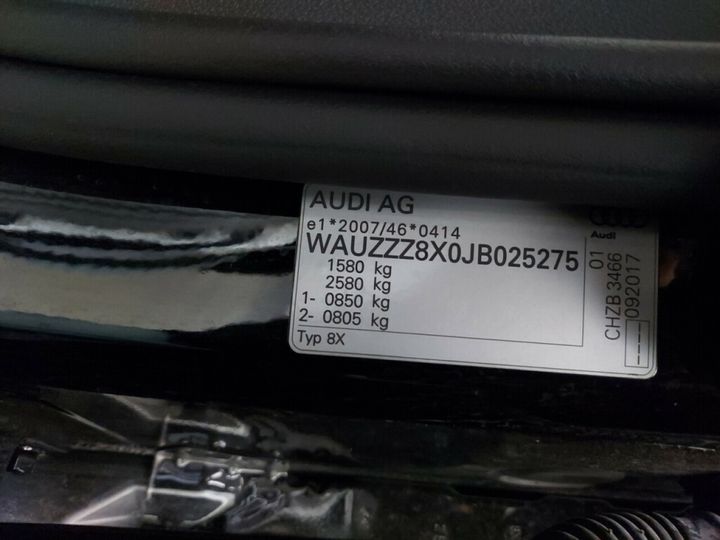 AUDI AG
e1*2007/46*0414
WAUZZZ8X0JB025275
1580 kg
2580 kg
1- 0850 kg
2- 0805 kg
Typ 8X
Audi
01
CHZB 3466
____092017